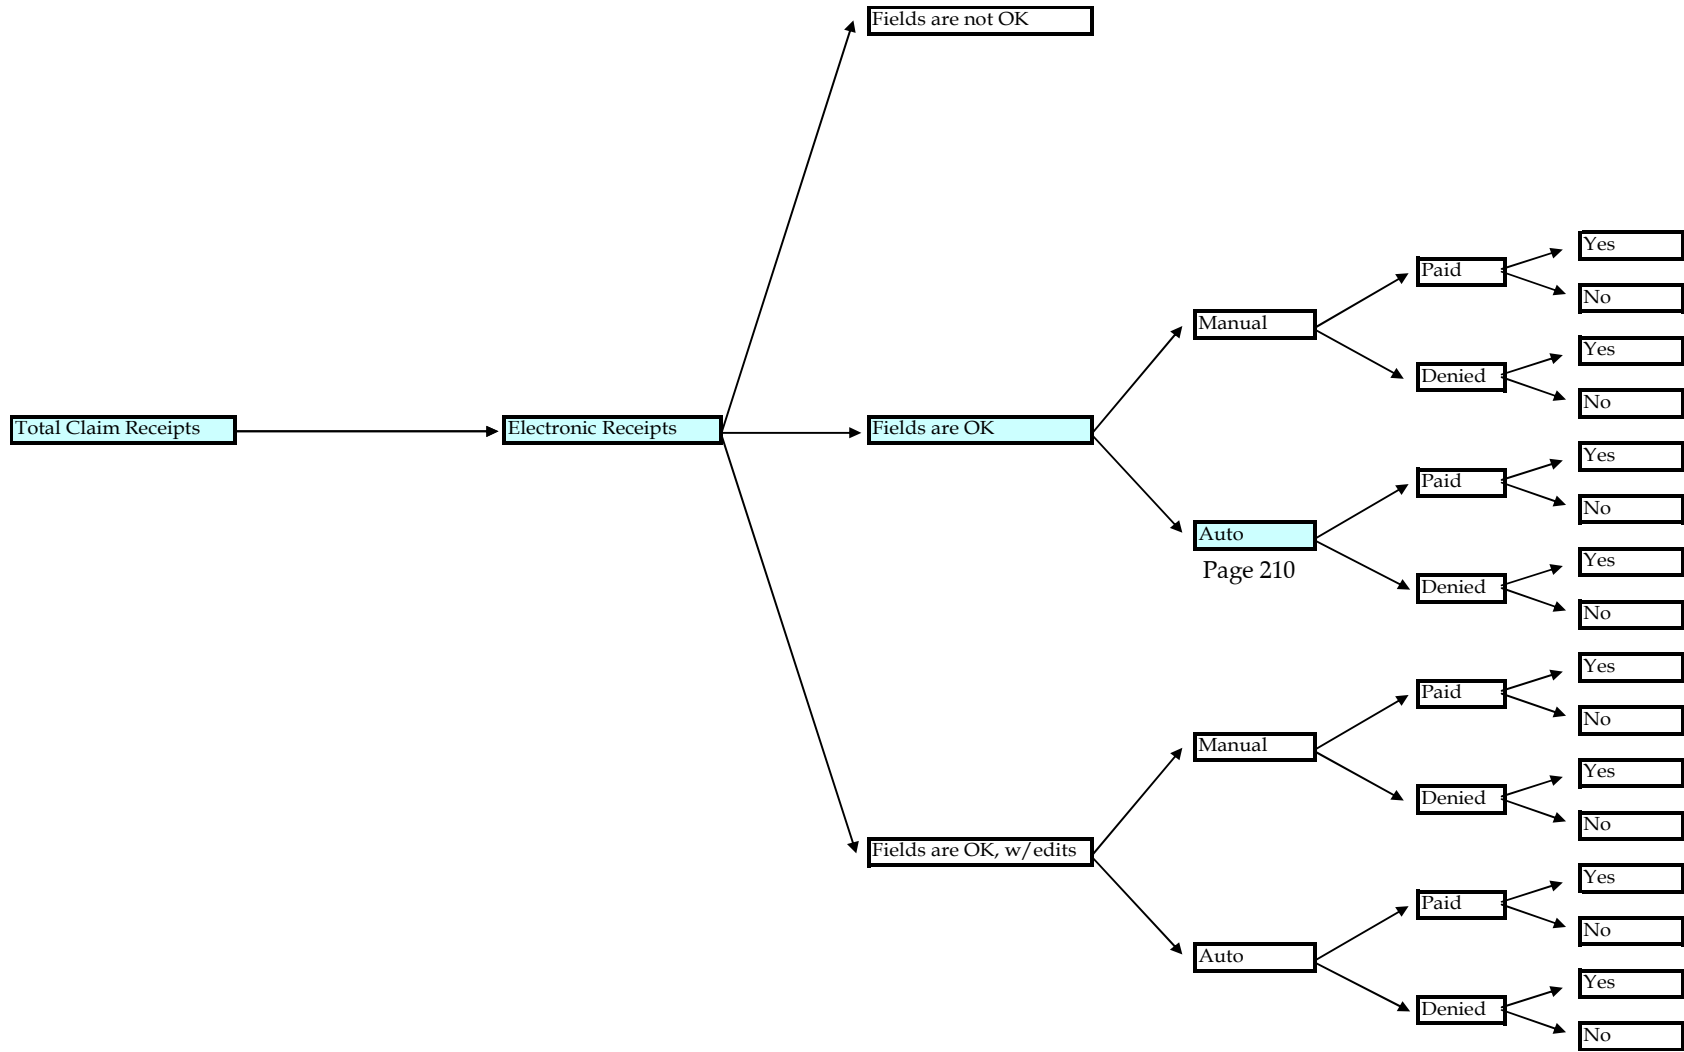 Fields are not OK
Yes
Paid
No
Manual
Yes
Denied
No
Total Claim Receipts
Electronic Receipts
Fields are OK
Yes
Paid
No
Auto
Page 210
Yes
Denied
No
Yes
Paid
No
Manual
Yes
Denied
No
Fields are OK, w/edits
Yes
Paid
No
Auto
Yes
Denied
No